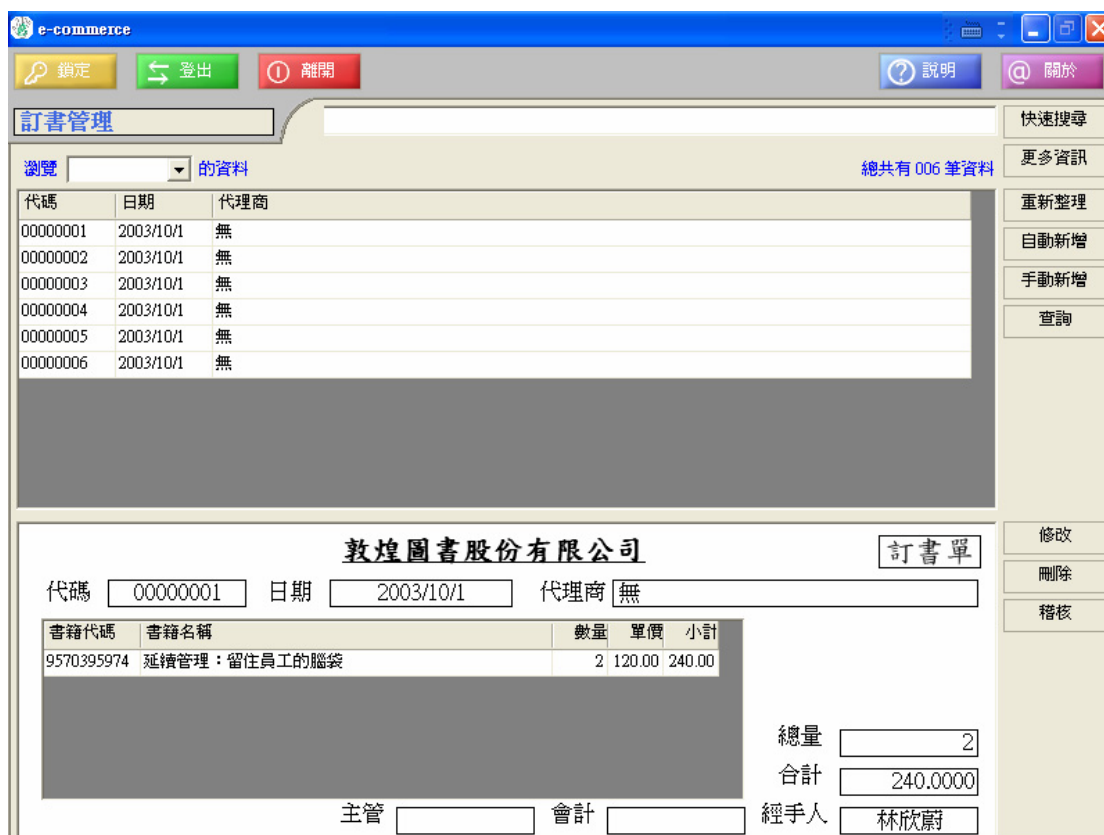 e-commerce
鎖定 登出 離開 說明 @ 關於
訂書管理
快速搜尋
更多資訊
瀏覽 的資料 總共有 006 筆資料
重新整理
自動新增
手動新增
查詢
代碼 日期 代理商
00000001 2003/10/1 無
00000002 2003/10/1 無
00000003 2003/10/1 無
00000004 2003/10/1 無
00000005 2003/10/1 無
00000006 2003/10/1 無
修改
刪除
稽核
敦煌圖書股份有限公司 訂書單
代碼 00000001 日期 2003/10/1 代理商 無
書籍代碼 書籍名稱 數量 單價 小計
9570395974 延續管理：留住員工的腦袋 2 120.00 240.00
總量 2
合計 240.0000
主管 會計 經手人 林欣蔚